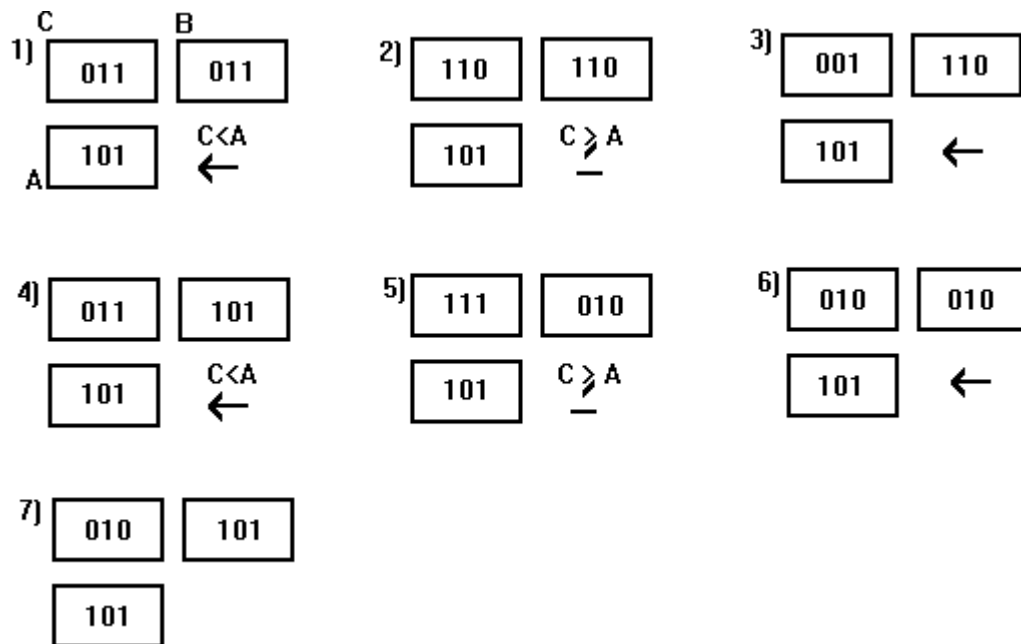 C B
1) 011 011
101 C<A
A ←
2) 110 110
101 C ≥ A
−
3) 001 110
101 ←
4) 011 101
101 C<A
←
5) 111 010
101 C ≥ A
−
6) 010 010
101 ←
7) 010 101
101